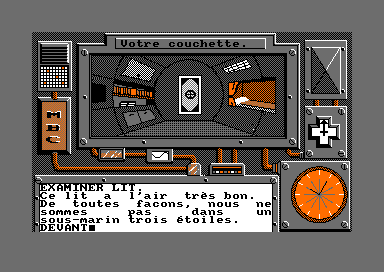 Votre couchette.
EXAMINER LIT.
Ce lit a l'air très bon.
De toutes facons, nous ne
sommes pas dans un
sous-marin trois étoiles.
DEVANT